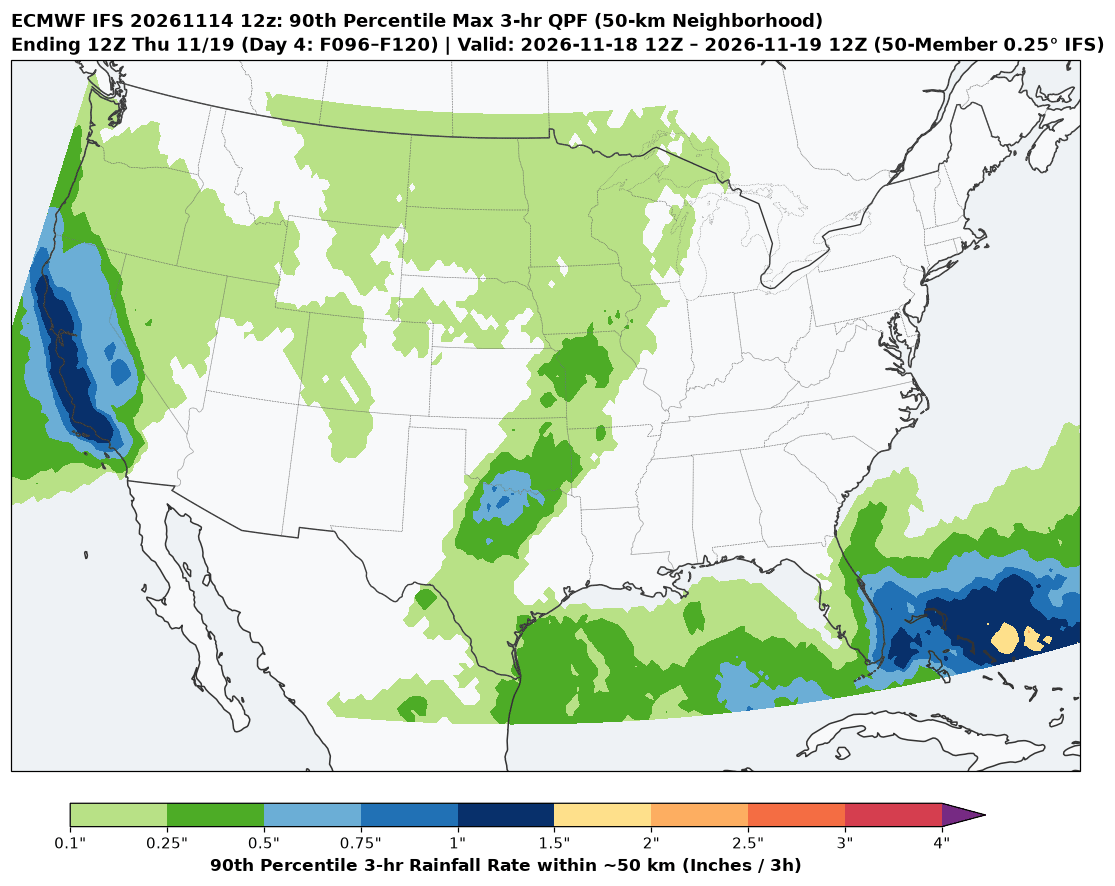 ECMWF IFS 20261114 12z: 90th Percentile Max 3-hr QPF (50-km Neighborhood)
Ending 12Z Thu 11/19 (Day 4: F096–F120) | Valid: 2026-11-18 12Z – 2026-11-19 12Z (50-Member 0.25° IFS)
0.1" 0.25" 0.5" 0.75" 1" 1.5" 2" 2.5" 3" 4"
90th Percentile 3-hr Rainfall Rate within ~50 km (Inches / 3h)